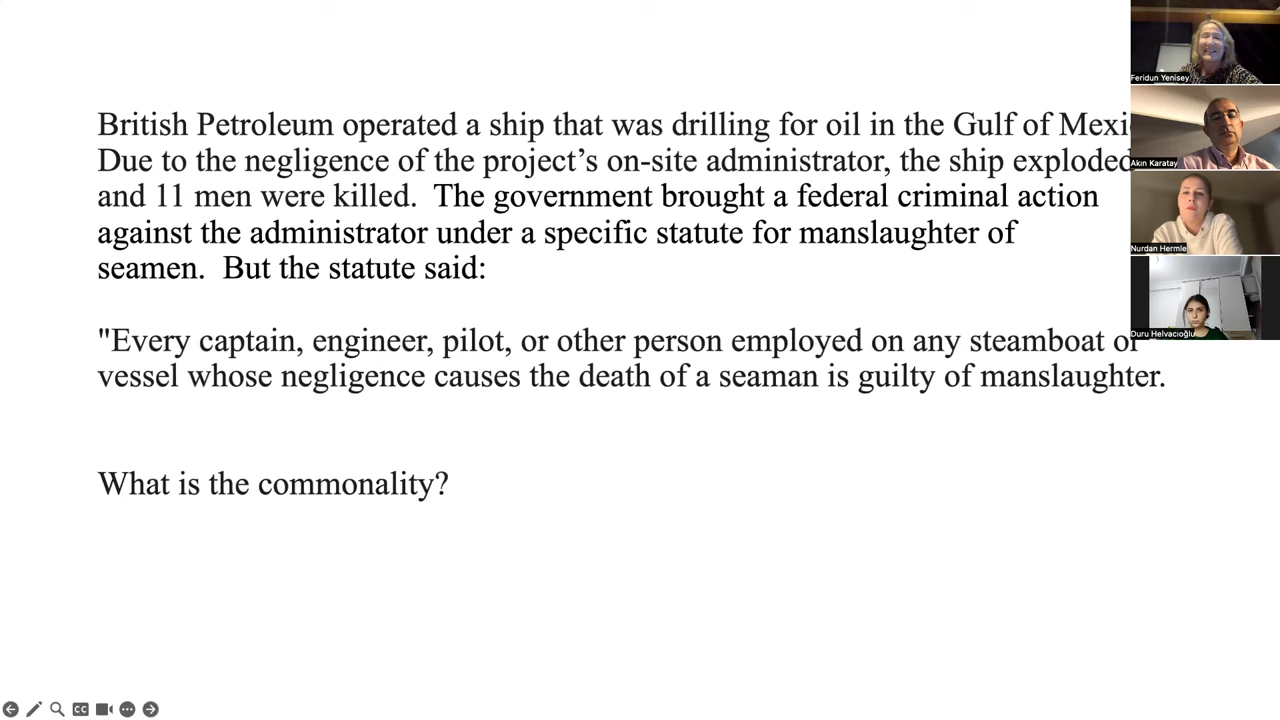 British Petroleum operated a ship that was drilling for oil in the Gulf of Mexi
Due to the negligence of the project's on-site administrator, the ship exploded
and 11 men were killed.  The government brought a federal criminal action
against the administrator under a specific statute for manslaughter of
seamen.  But the statute said:
"Every captain, engineer, pilot, or other person employed on any steamboat or
vessel whose negligence causes the death of a seaman is guilty of manslaughter.
What is the commonality?
Feridun Yenisey
Akın Karatay
Nurdan Hermle
Duru Helvacıoğlu
CC